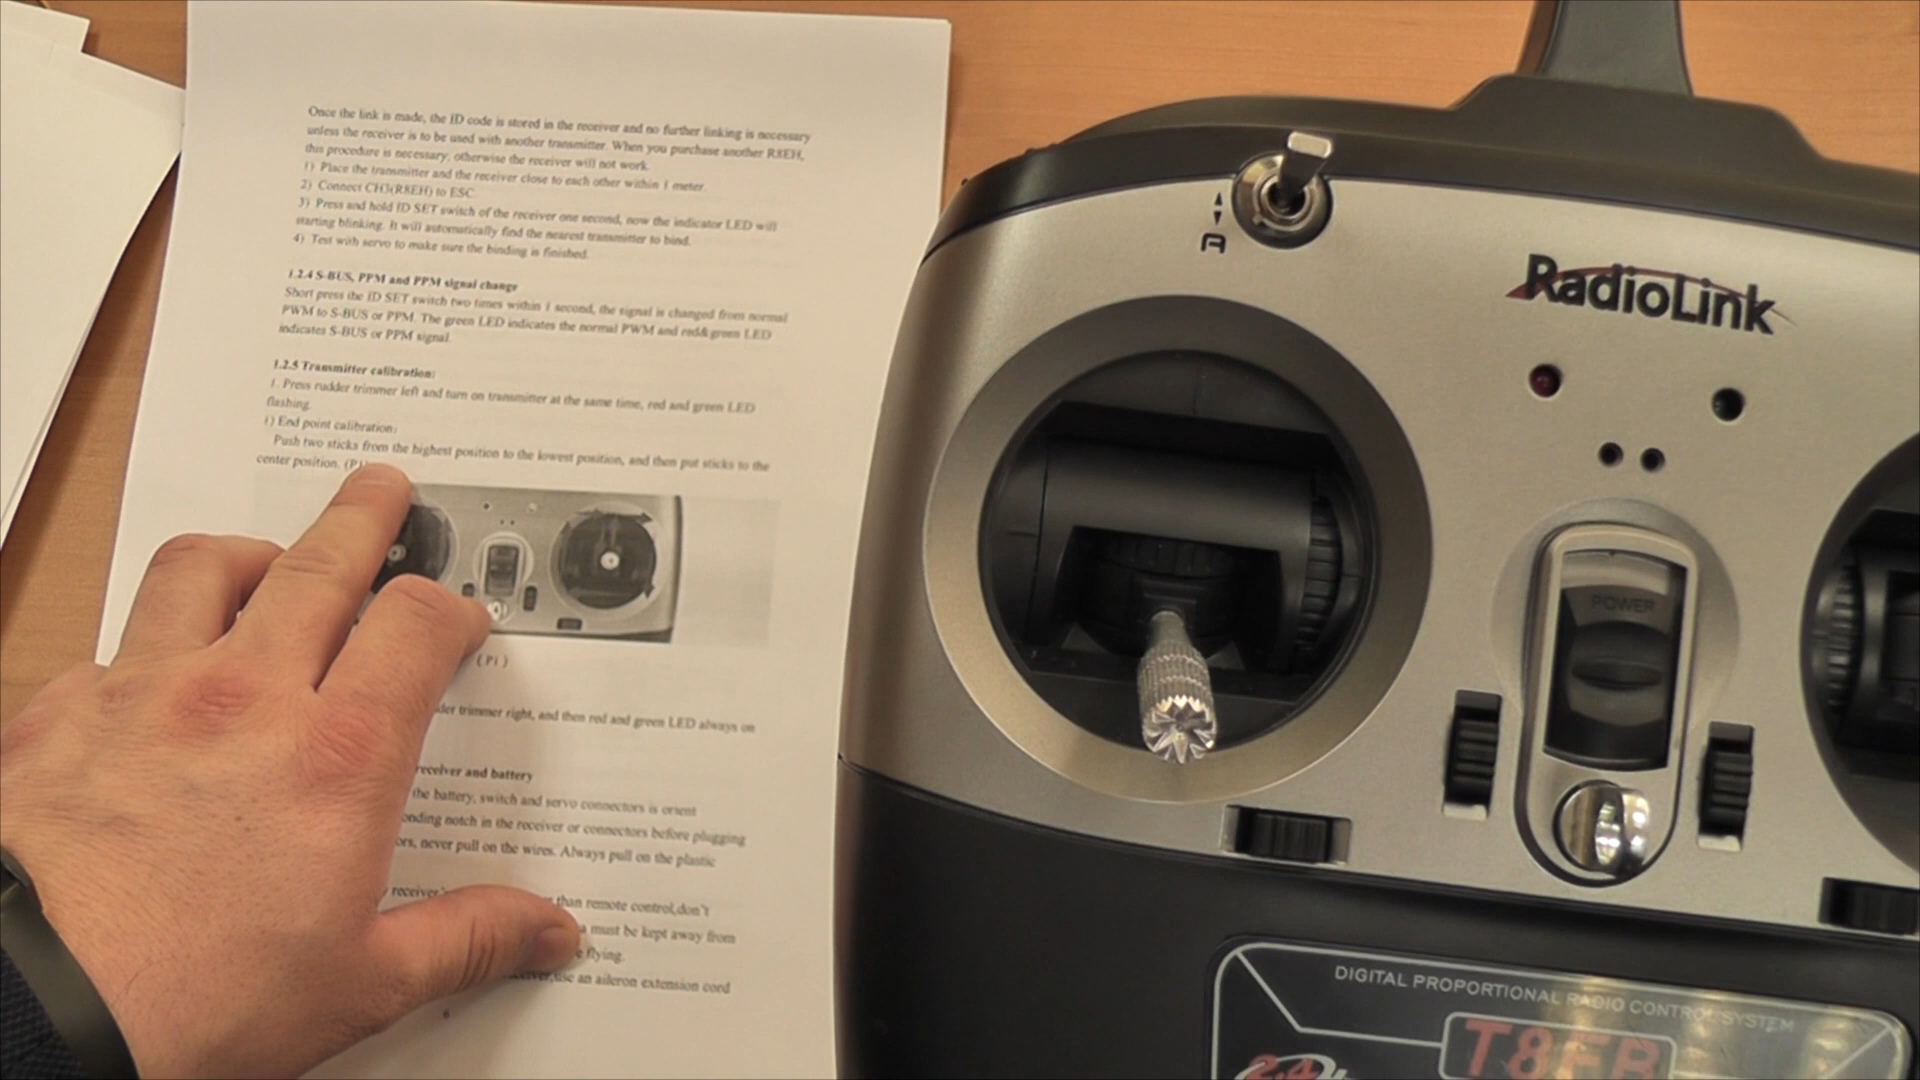 Once the link is made, the ID code is stored in the receiver and no further linking is necessary
unless the receiver is to be used with another transmitter. When you purchase another R8EH,
this procedure is necessary; otherwise the receiver will not work.
1) Place the transmitter and the receiver close to each other within 1 meter.
2) Connect CH3(R8EH) to ESC
3) Press and hold ID SET switch of the receiver one second, now the indicator LED will
starting blinking. It will automatically find the nearest transmitter to bind.
4) Test with servo to make sure the binding is finished.
1.2.4 S-BUS, PPM and PPM signal change
Short press the ID SET switch two times within 1 second, the signal is changed from normal
PWM to S-BUS or PPM. The green LED indicates the normal PWM and red&green LED
indicates S-BUS or PPM signal
1.2.5 Transmitter calibration:
1. Press rudder trimmer left and turn on transmitter at the same time, red and green LED
flashing.
1) End point calibration:
Push two sticks from the highest position to the lowest position, and then put sticks to the
center position. (P1
(P1)
trimmer right, and then red and green LED always on
receiver and battery
the battery, switch and servo connectors is orient
notch in the receiver or connectors before plugging
never pull on the wires. Always pull on the plastic
receiver
than remote control,don't
must be kept away from
flying.
use an aileron extension cord
6
A
RadioLink
POWER
DIGITAL PROPORTIONAL RADIO CONTROL SYSTEM
T8FB
2.4